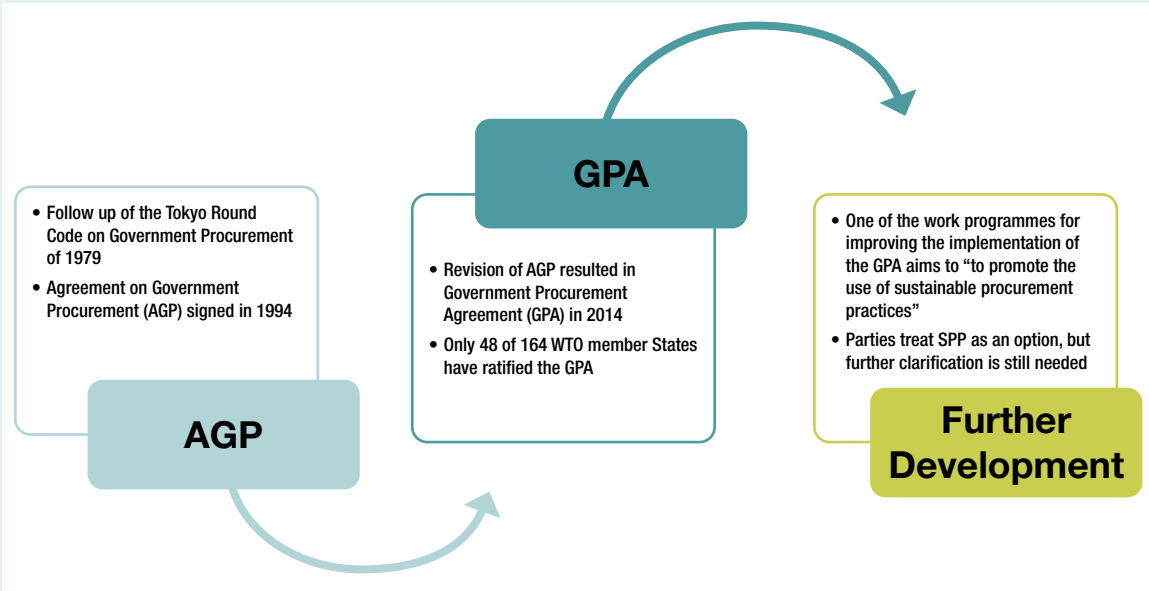 • Follow up of the Tokyo Round
Code on Government Procurement
of 1979
• Agreement on Government
Procurement (AGP) signed in 1994
AGP
GPA
• Revision of AGP resulted in
Government Procurement
Agreement (GPA) in 2014
• Only 48 of 164 WTO member States
have ratified the GPA
• One of the work programmes for
improving the implementation of
the GPA aims to “to promote the
use of sustainable procurement
practices”
• Parties treat SPP as an option, but
further clarification is still needed
Further
Development